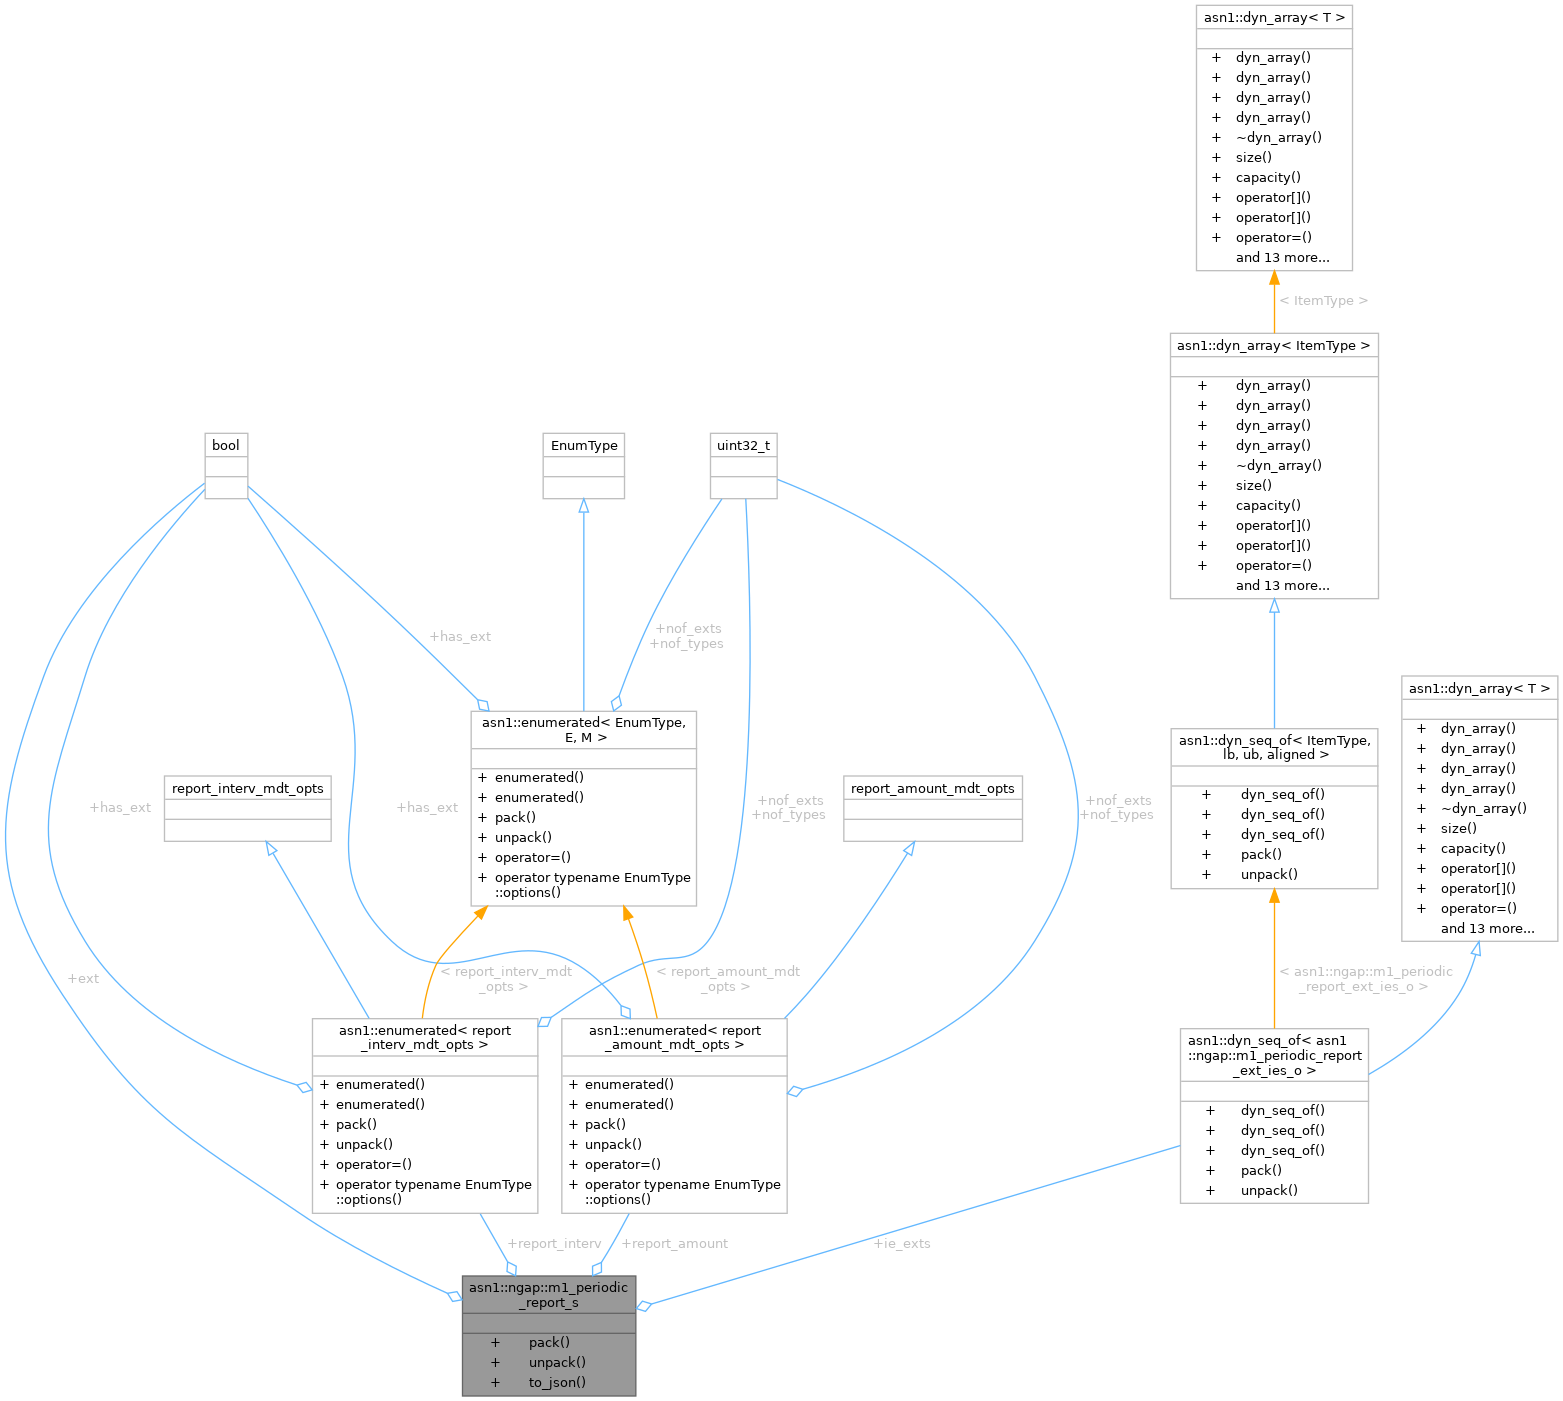 asn1::dyn_array< T >
+ dyn_array()
+ dyn_array()
+ dyn_array()
+ dyn_array()
+ ~dyn_array()
+ size()
+ capacity()
+ operator[]()
+ operator[]()
+ operator=()
and 13 more...
< ItemType >
asn1::dyn_array< ItemType >
+ dyn_array()
+ dyn_array()
+ dyn_array()
+ dyn_array()
+ ~dyn_array()
+ size()
+ capacity()
+ operator[]()
+ operator[]()
+ operator=()
and 13 more...
bool
EnumType
uint32_t
+has_ext
+nof_exts
+nof_types
asn1::dyn_array< T >
+ dyn_array()
+ dyn_array()
+ dyn_array()
+ dyn_array()
+ ~dyn_array()
+ size()
+ capacity()
+ operator[]()
+ operator[]()
+ operator=()
and 13 more...
asn1::enumerated< EnumType,
E, M >
+ enumerated()
+ enumerated()
+ pack()
+ unpack()
+ operator=()
+ operator typename EnumType
::options()
asn1::dyn_seq_of< ItemType,
lb, ub, aligned >
+ dyn_seq_of()
+ dyn_seq_of()
+ dyn_seq_of()
+ pack()
+ unpack()
report_interv_mdt_opts
report_amount_mdt_opts
+has_ext
+has_ext
+nof_exts
+nof_types
+nof_exts
+nof_types
+ext
< report_interv_mdt
_opts >
< report_amount_mdt
_opts >
< asn1::ngap::m1_periodic
_report_ext_ies_o >
asn1::enumerated< report
_interv_mdt_opts >
+ enumerated()
+ enumerated()
+ pack()
+ unpack()
+ operator=()
+ operator typename EnumType
::options()
asn1::enumerated< report
_amount_mdt_opts >
+ enumerated()
+ enumerated()
+ pack()
+ unpack()
+ operator=()
+ operator typename EnumType
::options()
asn1::dyn_seq_of< asn1
::ngap::m1_periodic_report
_ext_ies_o >
+ dyn_seq_of()
+ dyn_seq_of()
+ dyn_seq_of()
+ pack()
+ unpack()
+report_interv
+report_amount
+ie_exts
asn1::ngap::m1_periodic
_report_s
+ pack()
+ unpack()
+ to_json()